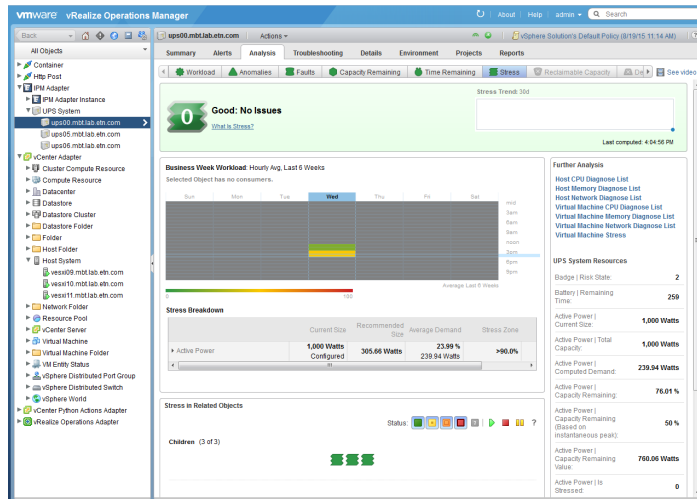 vmware vRealize Operations Manager
About Help admin Search
Back
ups00.mbt.lab.etn.com Actions
vSphere Solution's Default Policy (8/19/15 11:14 AM)
All Objects
Container
Http Post
IPM Adapter
IPM Adapter Instance
UPS System
ups00.mbt.lab.etn.com
ups05.mbt.lab.etn.com
ups06.mbt.lab.etn.com
vCenter Adapter
Cluster Compute Resource
Compute Resource
Datacenter
Datastore
Datastore Cluster
Datastore Folder
Folder
Host Folder
Host System
vesxi09.mbt.lab.etn.com
vesxi10.mbt.lab.etn.com
vesxi11.mbt.lab.etn.com
Network Folder
Resource Pool
vCenter Server
Virtual Machine
Virtual Machine Folder
VM Entity Status
vSphere Distributed Port Group
vSphere Distributed Switch
vSphere World
vCenter Python Actions Adapter
vRealize Operations Adapter
Summary Alerts Analysis Troubleshooting Details Environment Projects Reports
Workload Anomalies Faults Capacity Remaining Time Remaining Stress Reclaimable Capacity De See video
0
Good: No Issues
What Is Stress?
Stress Trend: 30d
Last computed: 4:04:56 PM
Business Week Workload: Hourly Avg, Last 6 Weeks
Selected Object has no consumers.
Sun Mon Tue Wed Thu Fri Sat
mid
3am
6am
9am
noon
3pm
6pm
9pm
Average Last 6 Weeks
0
Stress Breakdown
Current Size Recommended Size Average Demand Stress Zone
Active Power 1,000 Watts Configured 305.66 Watts 23.99 % 239.94 Watts >90.0%
Stress in Related Objects
Status: ?
Children (3 of 3)
Further Analysis
Host CPU Diagnose List
Host Memory Diagnose List
Host Network Diagnose List
Virtual Machine CPU Diagnose List
Virtual Machine Memory Diagnose List
Virtual Machine Network Diagnose List
Virtual Machine Stress
UPS System Resources
Badge | Risk State: 2
Battery | Remaining Time: 259
Active Power | Current Size: 1,000 Watts
Active Power | Total Capacity: 1,000 Watts
Active Power | Computed Demand: 239.94 Watts
Active Power | Capacity Remaining: 76.01 %
Active Power | Capacity Remaining (Based on instantaneous peak): 50 %
Active Power | Capacity Remaining Value: 760.06 Watts
Active Power | Is Stressed: 0